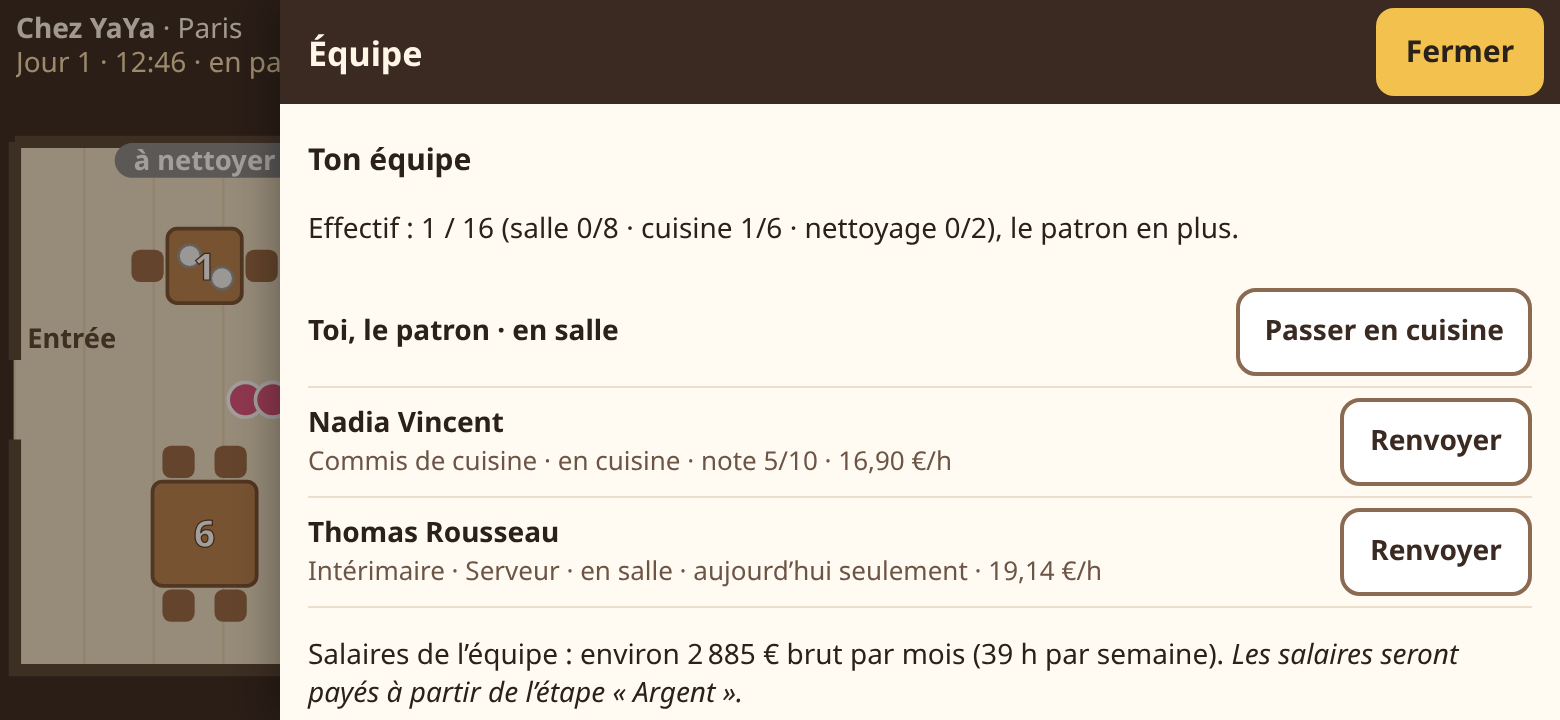 Chez YaYa · Paris
Jour 1 · 12:46 · en pa
Équipe
Fermer
à nettoyer
1
Entrée
6
Ton équipe
Effectif : 1 / 16 (salle 0/8 · cuisine 1/6 · nettoyage 0/2), le patron en plus.
Toi, le patron · en salle
Passer en cuisine
Nadia Vincent
Commis de cuisine · en cuisine · note 5/10 · 16,90 €/h
Renvoyer
Thomas Rousseau
Intérimaire · Serveur · en salle · aujourd’hui seulement · 19,14 €/h
Renvoyer
Salaires de l’équipe : environ 2 885 € brut par mois (39 h par semaine). Les salaires seront
payés à partir de l’étape « Argent ».